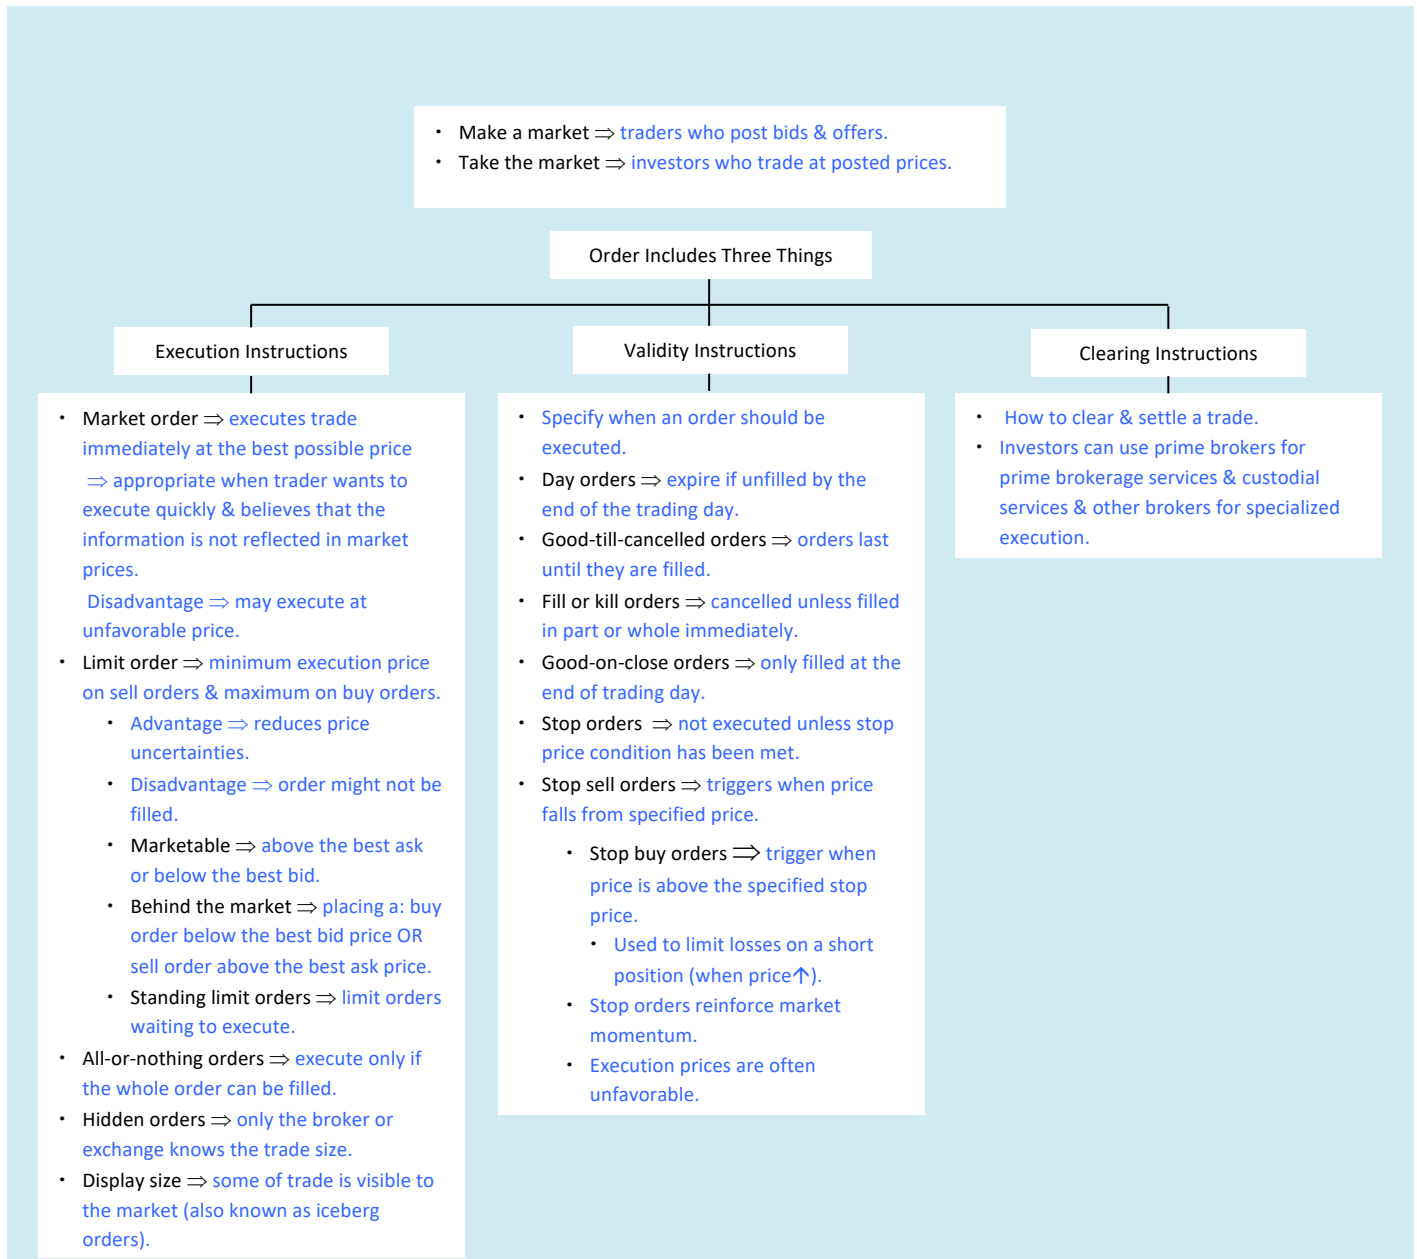 • Make a market ⇒ traders who post bids & offers.
• Take the market ⇒ investors who trade at posted prices.
Order Includes Three Things
Execution Instructions
• Market order ⇒ executes trade
immediately at the best possible price
⇒ appropriate when trader wants to
execute quickly & believes that the
information is not reflected in market
prices.
Disadvantage ⇒ may execute at
unfavorable price.
• Limit order ⇒ minimum execution price
on sell orders & maximum on buy orders.
• Advantage ⇒ reduces price
uncertainties.
• Disadvantage ⇒ order might not be
filled.
• Marketable ⇒ above the best ask
or below the best bid.
• Behind the market ⇒ placing a: buy
order below the best bid price OR
sell order above the best ask price.
• Standing limit orders ⇒ limit orders
waiting to execute.
• All-or-nothing orders ⇒ execute only if
the whole order can be filled.
• Hidden orders ⇒ only the broker or
exchange knows the trade size.
• Display size ⇒ some of trade is visible to
the market (also known as iceberg
orders).
Validity Instructions
• Specify when an order should be
executed.
• Day orders ⇒ expire if unfilled by the
end of the trading day.
• Good-till-cancelled orders ⇒ orders last
until they are filled.
• Fill or kill orders ⇒ cancelled unless filled
in part or whole immediately.
• Good-on-close orders ⇒ only filled at the
end of trading day.
• Stop orders ⇒ not executed unless stop
price condition has been met.
• Stop sell orders ⇒ triggers when price
falls from specified price.
• Stop buy orders ⇒ trigger when
price is above the specified stop
price.
• Used to limit losses on a short
position (when price↑).
• Stop orders reinforce market
momentum.
• Execution prices are often
unfavorable.
Clearing Instructions
• How to clear & settle a trade.
• Investors can use prime brokers for
prime brokerage services & custodial
services & other brokers for specialized
execution.